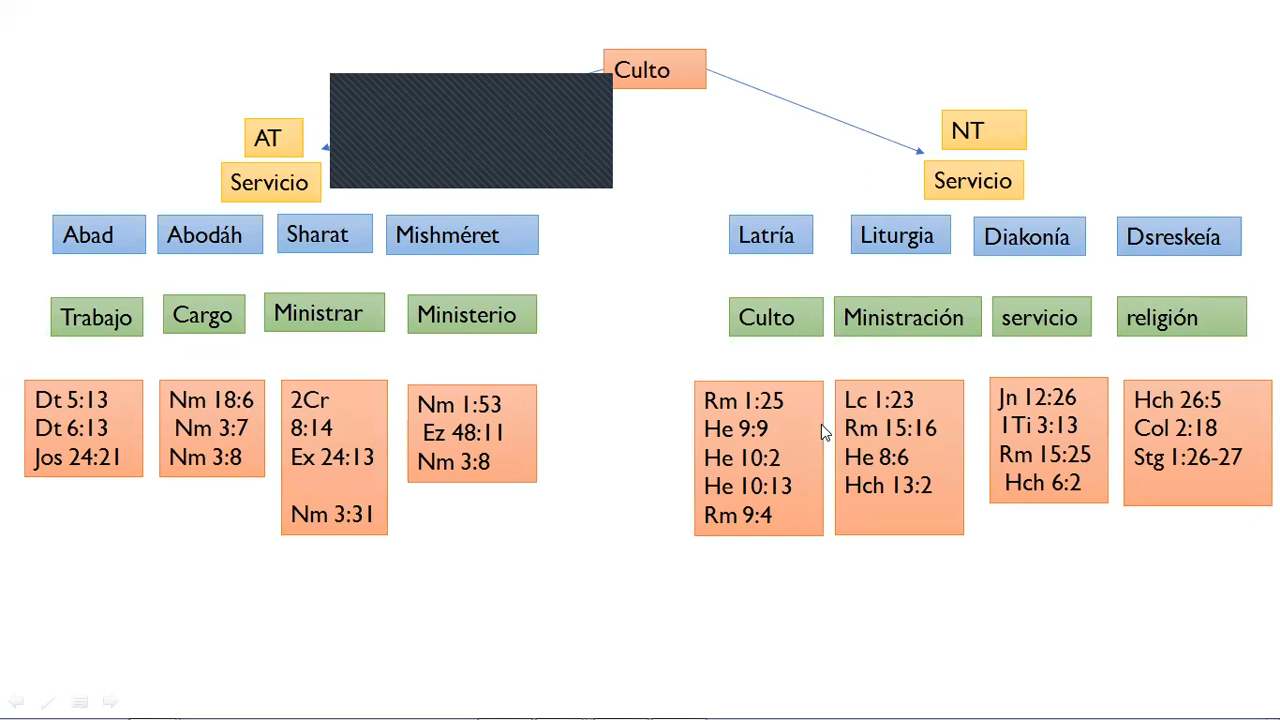 Culto
AT
Servicio
NT
Servicio
Abad
Abodáh
Sharat
Mishméret
Latría
Liturgia
Diakonía
Dsreskeía
Trabajo
Cargo
Ministrar
Ministerio
Culto
Ministración
servicio
religión
Dt 5:13
Dt 6:13
Jos 24:21
Nm 18:6
Nm 3:7
Nm 3:8
2Cr
8:14
Ex 24:13
Nm 3:31
Nm 1:53
Ez 48:11
Nm 3:8
Rm 1:25
He 9:9
He 10:2
He 10:13
Rm 9:4
Lc 1:23
Rm 15:16
He 8:6
Hch 13:2
Jn 12:26
1Ti 3:13
Rm 15:25
Hch 6:2
Hch 26:5
Col 2:18
Stg 1:26-27